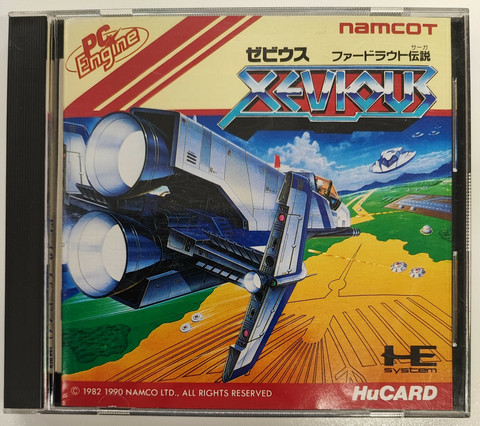 PC Engine
namcot
ゼビウス
ファードラウト伝説
サーガ
XEVIOUS
HE system
© 1982 1990 NAMCO LTD., ALL RIGHTS RESERVED
HuCARD